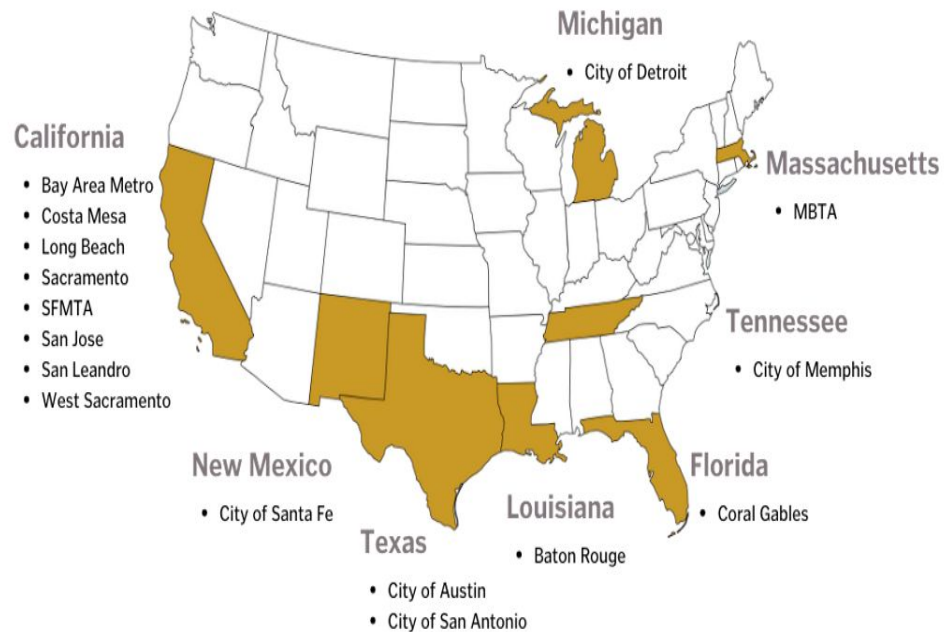 Michigan
• City of Detroit
California
• Bay Area Metro
• Costa Mesa
• Long Beach
• Sacramento
• SFMTA
• San Jose
• San Leandro
• West Sacramento
Massachusetts
• MBTA
Tennessee
• City of Memphis
New Mexico
• City of Santa Fe
Texas
• City of Austin
• City of San Antonio
Louisiana
• Baton Rouge
Florida
• Coral Gables